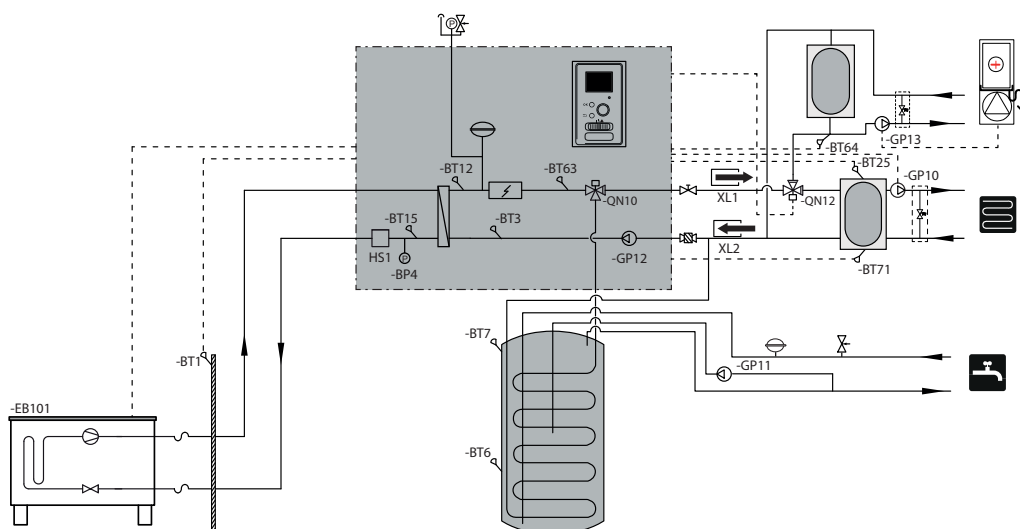 P
-BT64
-GP13
-BT12
-BT63
-BT25
-GP10
-QN10
XL1
-QN12
-BT15
-BT3
HS1
P
-BP4
-GP12
XL2
-BT71
-BT7
-BT1
-GP11
-EB101
-BT6